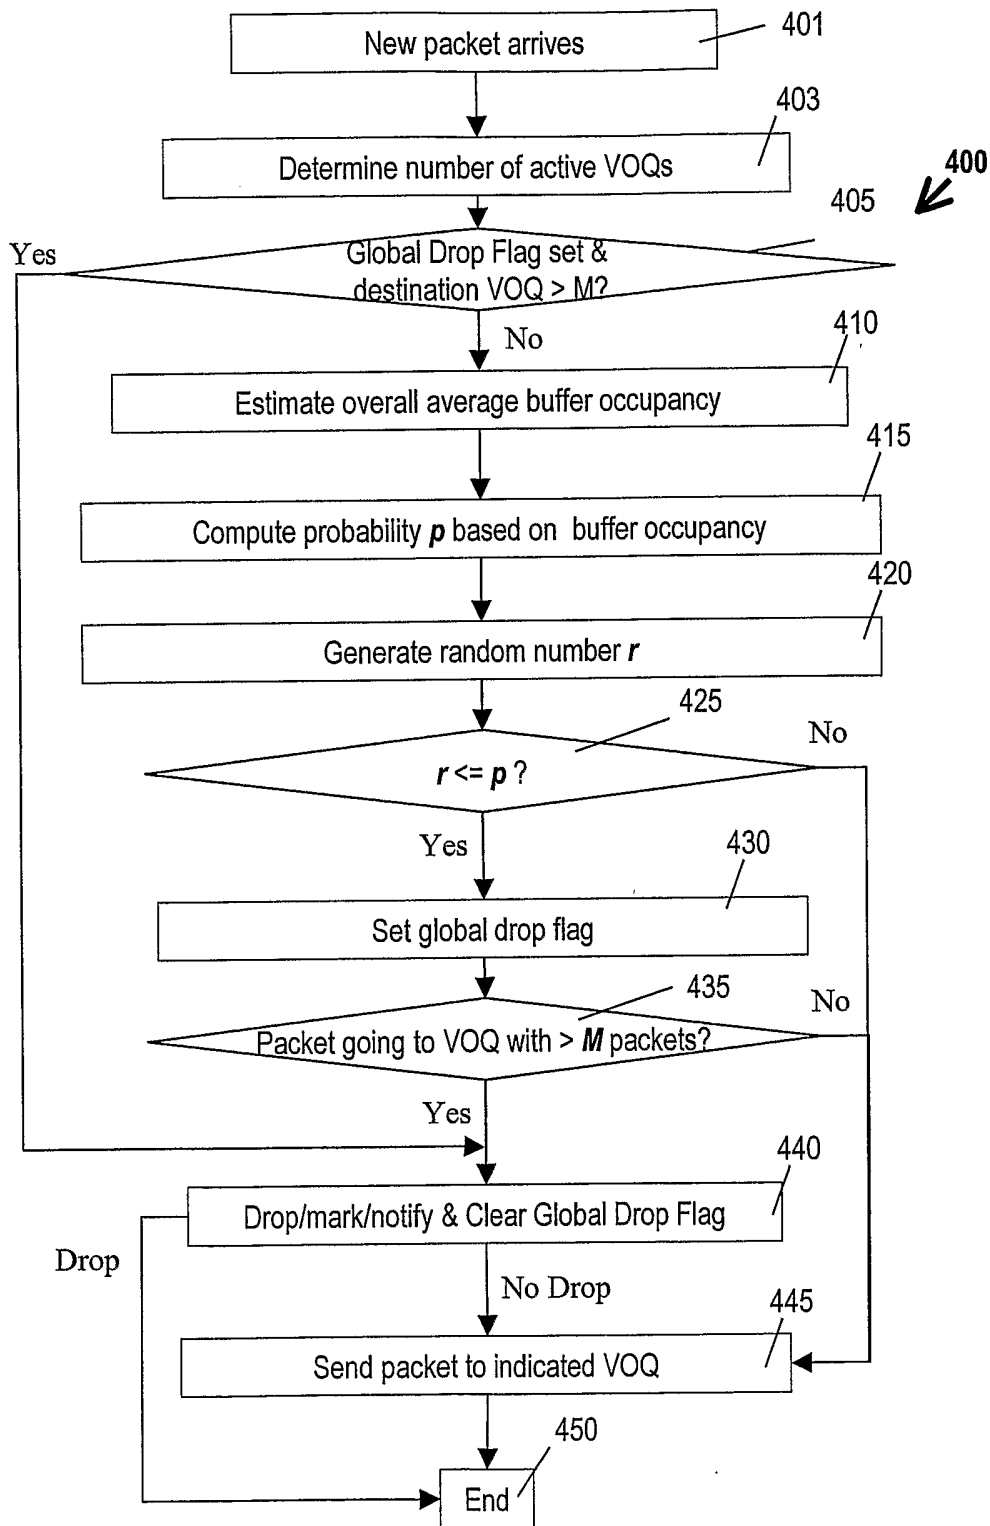 New packet arrives
401
403
Determine number of active VOQs
400
405
Yes
Global Drop Flag set &
destination VOQ > M?
No
410
Estimate overall average buffer occupancy
415
Compute probability p based on buffer occupancy
420
Generate random number r
425
No
r <= p ?
Yes
430
Set global drop flag
435
No
Packet going to VOQ with > M packets?
Yes
440
Drop/mark/notify & Clear Global Drop Flag
Drop
No Drop
445
Send packet to indicated VOQ
450
End